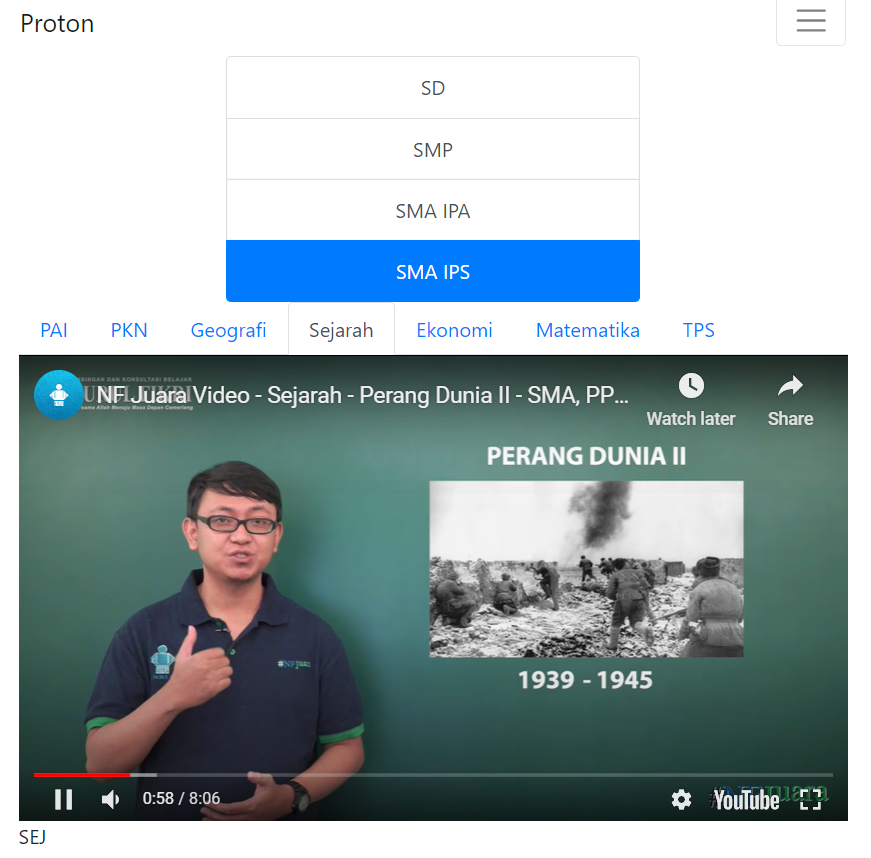 Proton
SD
SMP
SMA IPA
SMA IPS
PAI PKN Geografi Sejarah Ekonomi Matematika TPS
NF Juara Video - Sejarah - Perang Dunia II - SMA, PP...
Watch later Share
PERANG DUNIA II
1939 - 1945
#NFJuara
0:58 / 8:06
YouTube
SEJ